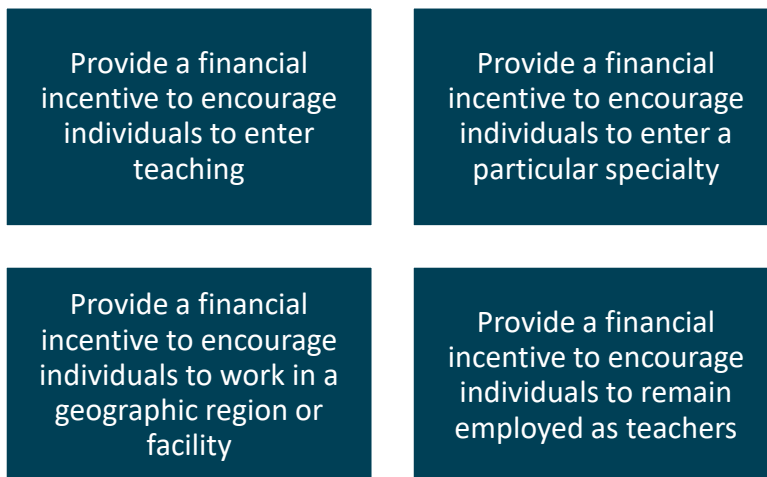 Provide a financial
incentive to encourage
individuals to enter
teaching
Provide a financial
incentive to encourage
individuals to enter a
particular specialty
Provide a financial
incentive to encourage
individuals to work in a
geographic region or
facility
Provide a financial
incentive to encourage
individuals to remain
employed as teachers